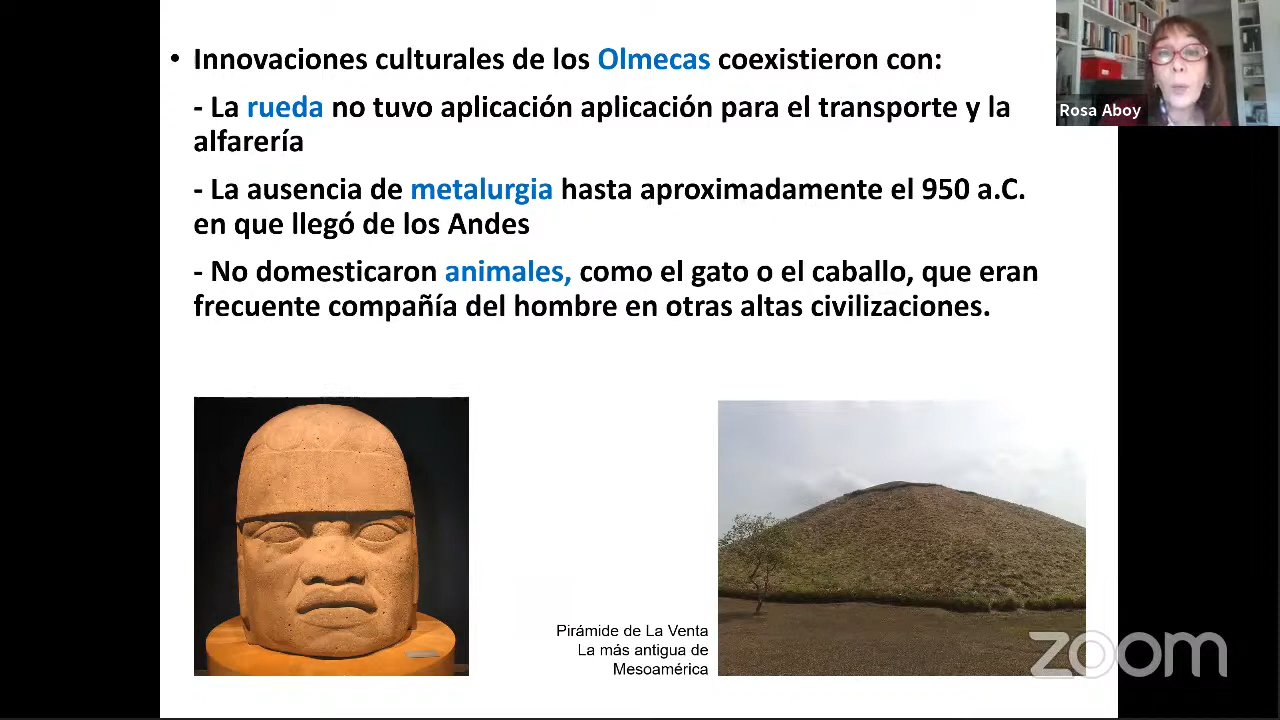 • Innovaciones culturales de los Olmecas coexistieron con:
- La rueda no tuvo aplicación aplicación para el transporte y la
alfarería
- La ausencia de metalurgia hasta aproximadamente el 950 a.C.
en que llegó de los Andes
- No domesticaron animales, como el gato o el caballo, que eran
frecuente compañía del hombre en otras altas civilizaciones.
Rosa Aboy
Pirámide de La Venta
La más antigua de
Mesoamérica
zoom